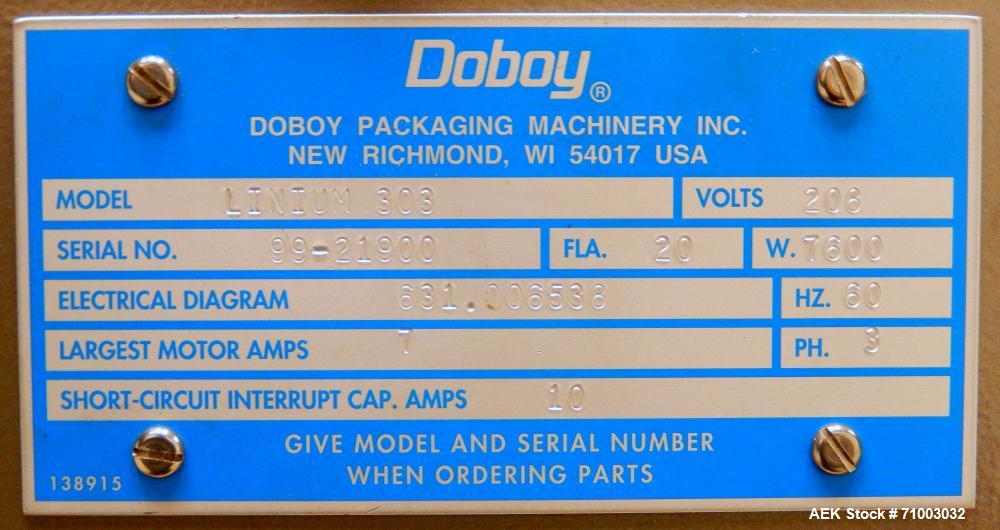 Doboy®
DOBOY PACKAGING MACHINERY INC.
NEW RICHMOND, WI 54017 USA
MODEL LINIUM 303 VOLTS 208
SERIAL NO. 99-21900 FLA. 20 W. 7600
ELECTRICAL DIAGRAM 631.006538 HZ. 60
LARGEST MOTOR AMPS 7 PH. 3
SHORT-CIRCUIT INTERRUPT CAP. AMPS 10
GIVE MODEL AND SERIAL NUMBER
WHEN ORDERING PARTS
138915
AEK Stock # 71003032